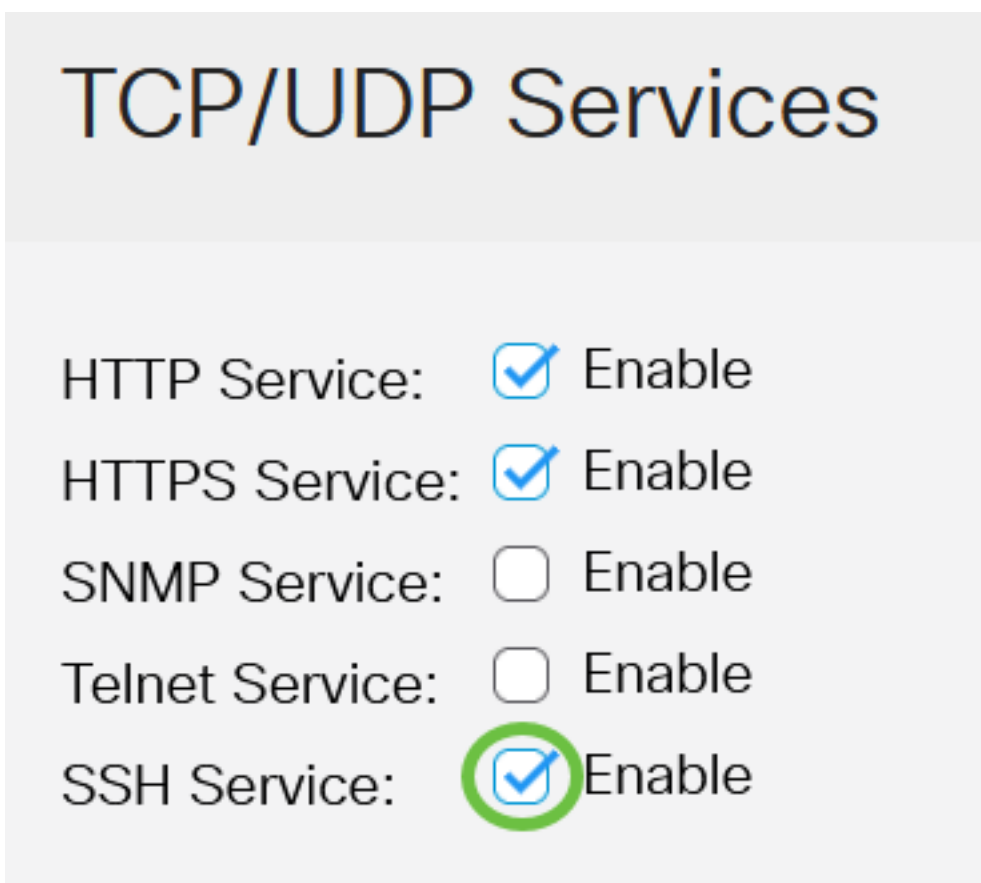 TCP/UDP Services
HTTP Service: Enable
HTTPS Service: Enable
SNMP Service: Enable
Telnet Service: Enable
SSH Service: Enable